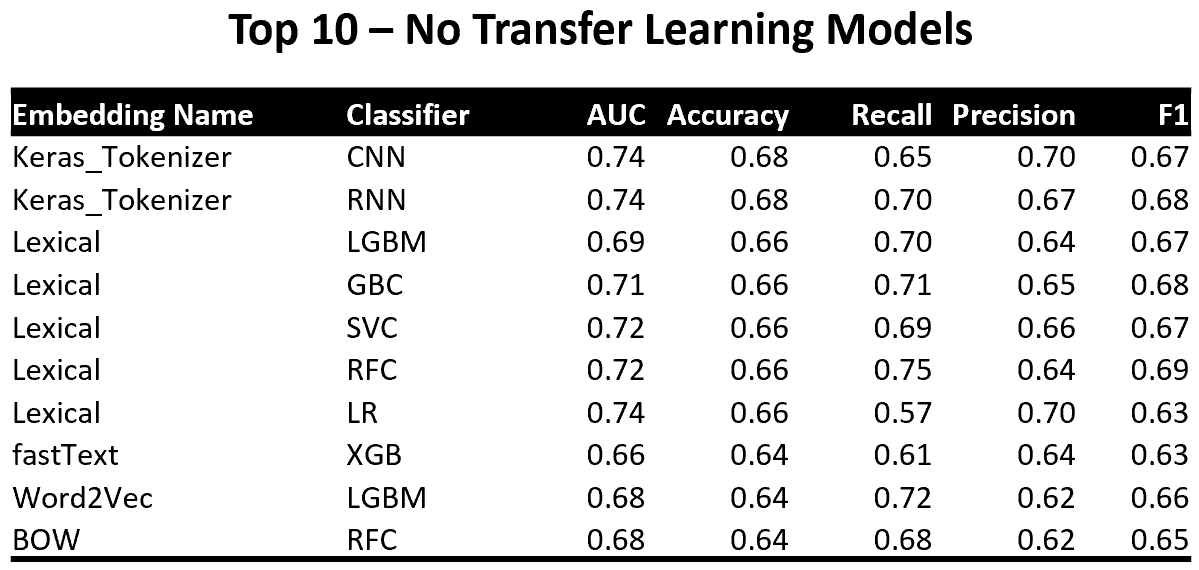 Top 10 – No Transfer Learning Models
Embedding Name Classifier AUC Accuracy Recall Precision F1
Keras_Tokenizer CNN 0.74 0.68 0.65 0.70 0.67
Keras_Tokenizer RNN 0.74 0.68 0.70 0.67 0.68
Lexical LGBM 0.69 0.66 0.70 0.64 0.67
Lexical GBC 0.71 0.66 0.71 0.65 0.68
Lexical SVC 0.72 0.66 0.69 0.66 0.67
Lexical RFC 0.72 0.66 0.75 0.64 0.69
Lexical LR 0.74 0.66 0.57 0.70 0.63
fastText XGB 0.66 0.64 0.61 0.64 0.63
Word2Vec LGBM 0.68 0.64 0.72 0.62 0.66
BOW RFC 0.68 0.64 0.68 0.62 0.65